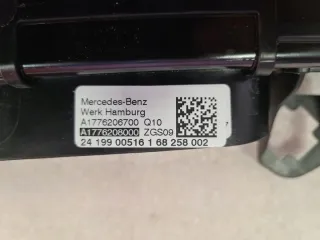 Mercedes-Benz
Werk Hamburg
A1776206700 Q10
A1776208000 ZGS09
24 199 00516 1 68 258 002